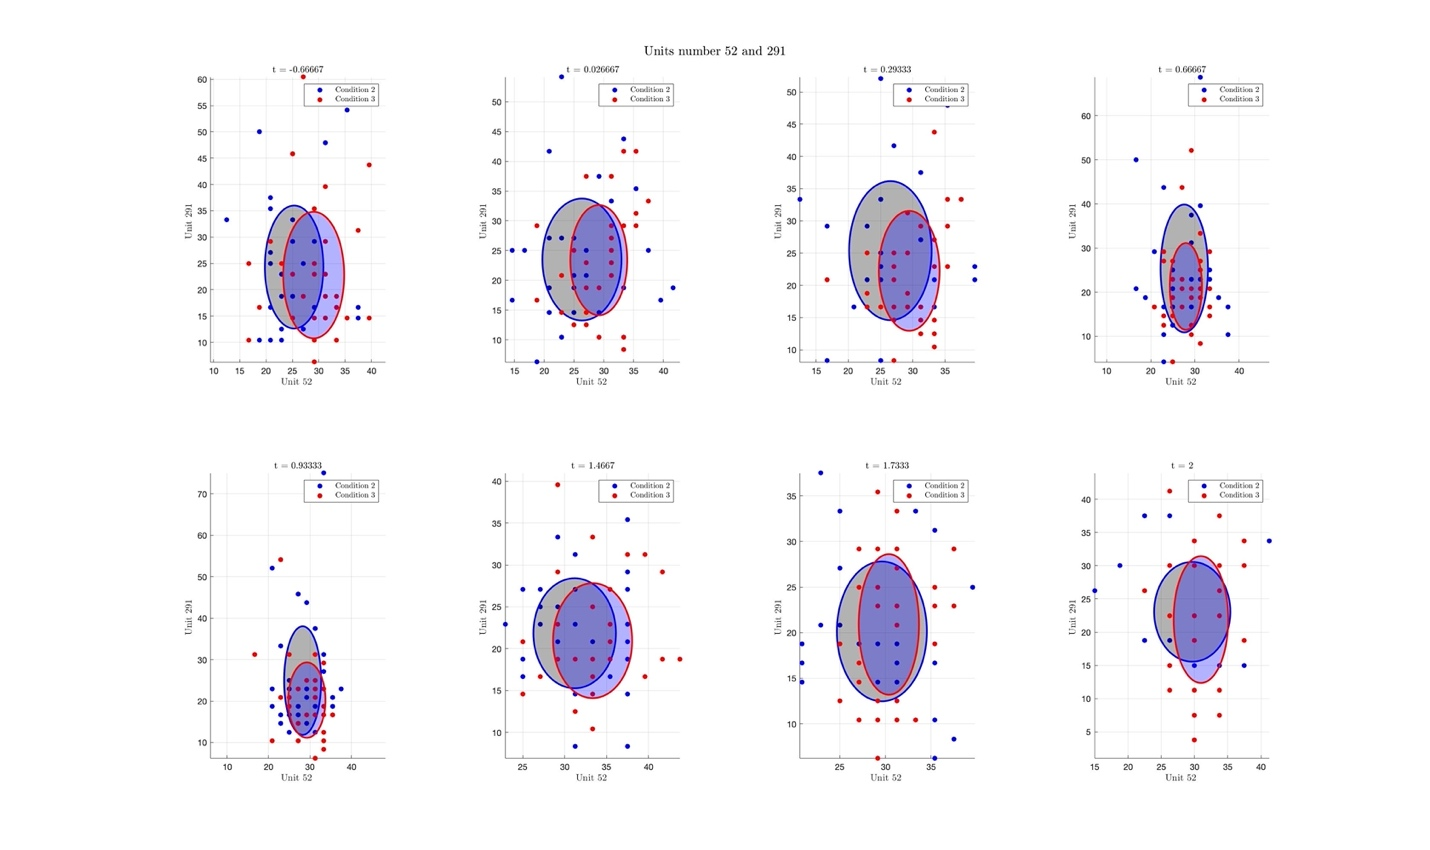 Units number 52 and 291
t = -0.66667
Condition 2
Condition 3
60
55
50
45
40
35
30
25
20
15
10
Unit 291
10 15 20 25 30 35 40
Unit 52
t = 0.026667
Condition 2
Condition 3
50
45
40
35
30
25
20
15
10
Unit 291
15 20 25 30 35 40
Unit 52
t = 0.29333
Condition 2
Condition 3
50
45
40
35
30
25
20
15
10
Unit 291
15 20 25 30 35
Unit 52
t = 0.66667
Condition 2
Condition 3
60
50
40
30
20
10
Unit 291
10 20 30 40
Unit 52
t = 0.93333
Condition 2
Condition 3
70
60
50
40
30
20
10
Unit 291
10 20 30 40
Unit 52
t = 1.4667
Condition 2
Condition 3
40
35
30
25
20
15
10
Unit 291
25 30 35 40
Unit 52
t = 1.7333
Condition 2
Condition 3
35
30
25
20
15
10
Unit 291
25 30 35
Unit 52
t = 2
Condition 2
Condition 3
40
35
30
25
20
15
10
5
Unit 291
15 20 25 30 35 40
Unit 52